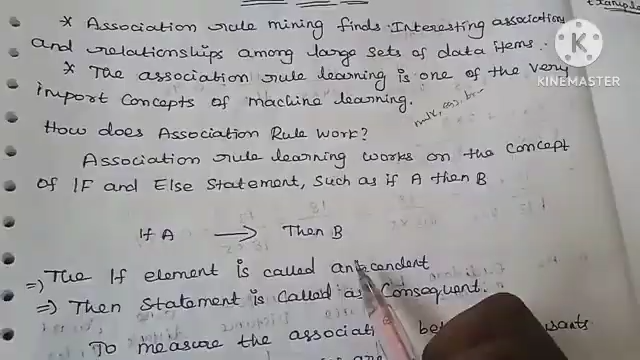 * Association rule mining finds Interesting association
and relationships among large sets of data items.
* The association rule learning is one of the very
import Concepts of machine learning.
How does Association Rule Work?
Association rule learning works on the Concept
of IF and Else Statement, Such as if A then B
If A → Then B
⇒ The If element is called antecendent
⇒ Then Statement is called as Consequent.
To measure the associati
K
KINEMASTER